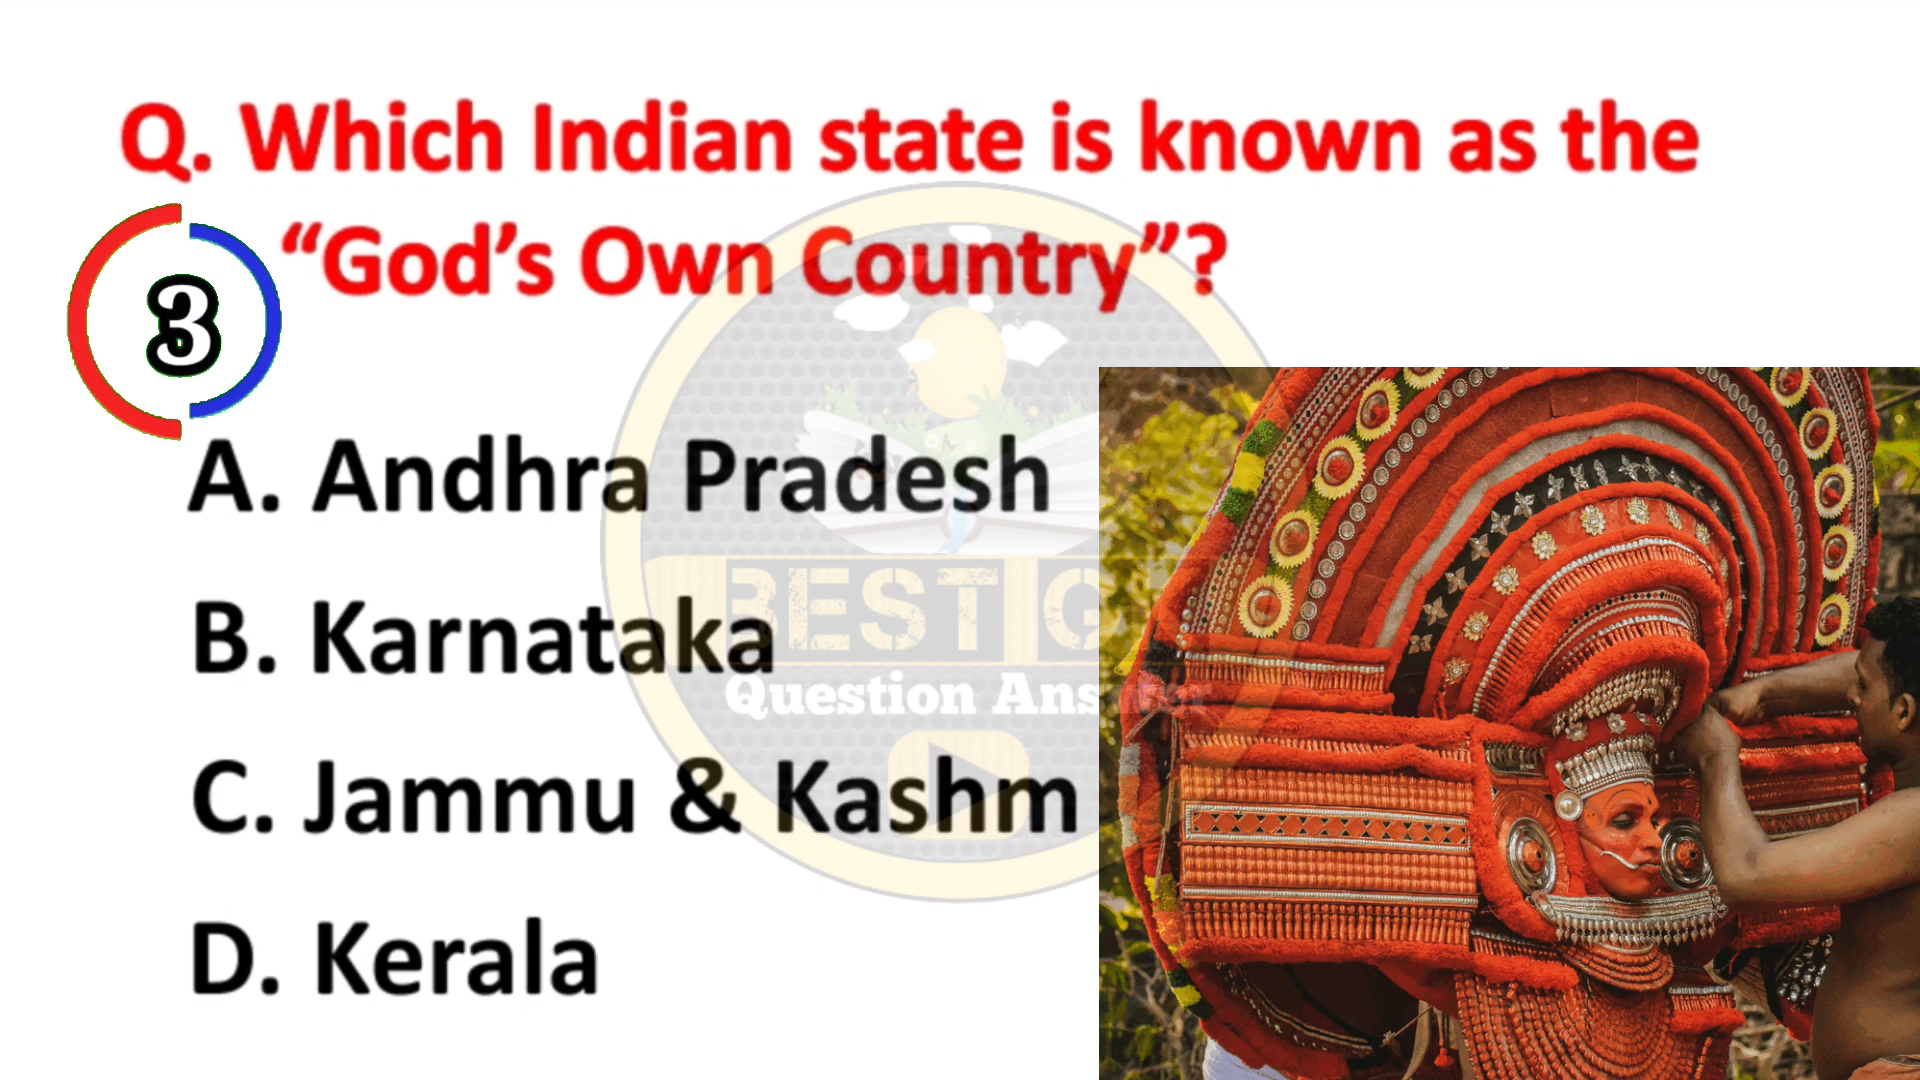 Q. Which Indian state is known as the
“God’s Own Country”?
3
A. Andhra Pradesh
B. Karnataka
C. Jammu & Kashm
D. Kerala
BEST G
Question Answer